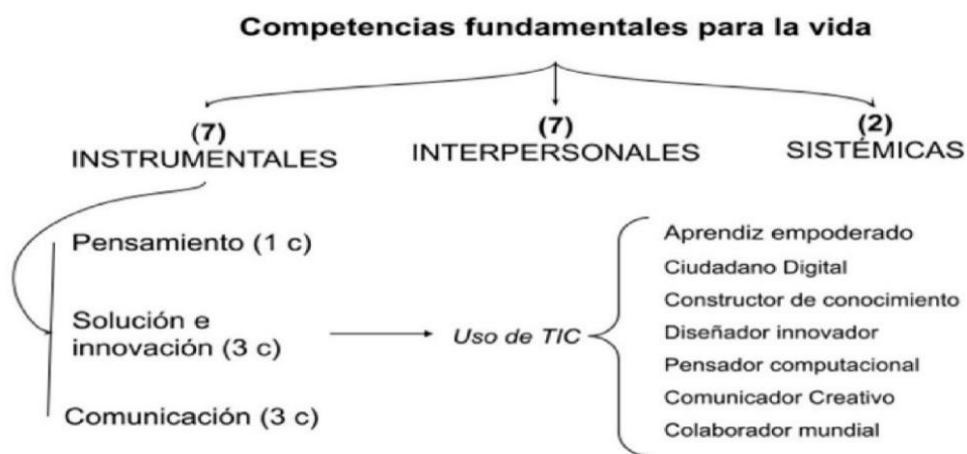 Competencias fundamentales para la vida
(7)
INSTRUMENTALES
(7)
INTERPERSONALES
(2)
SISTÉMICAS
Pensamiento (1 c)
Solución e
innovación (3 c)
Comunicación (3 c)
Uso de TIC
Aprendiz empoderado
Ciudadano Digital
Constructor de conocimiento
Diseñador innovador
Pensador computacional
Comunicador Creativo
Colaborador mundial